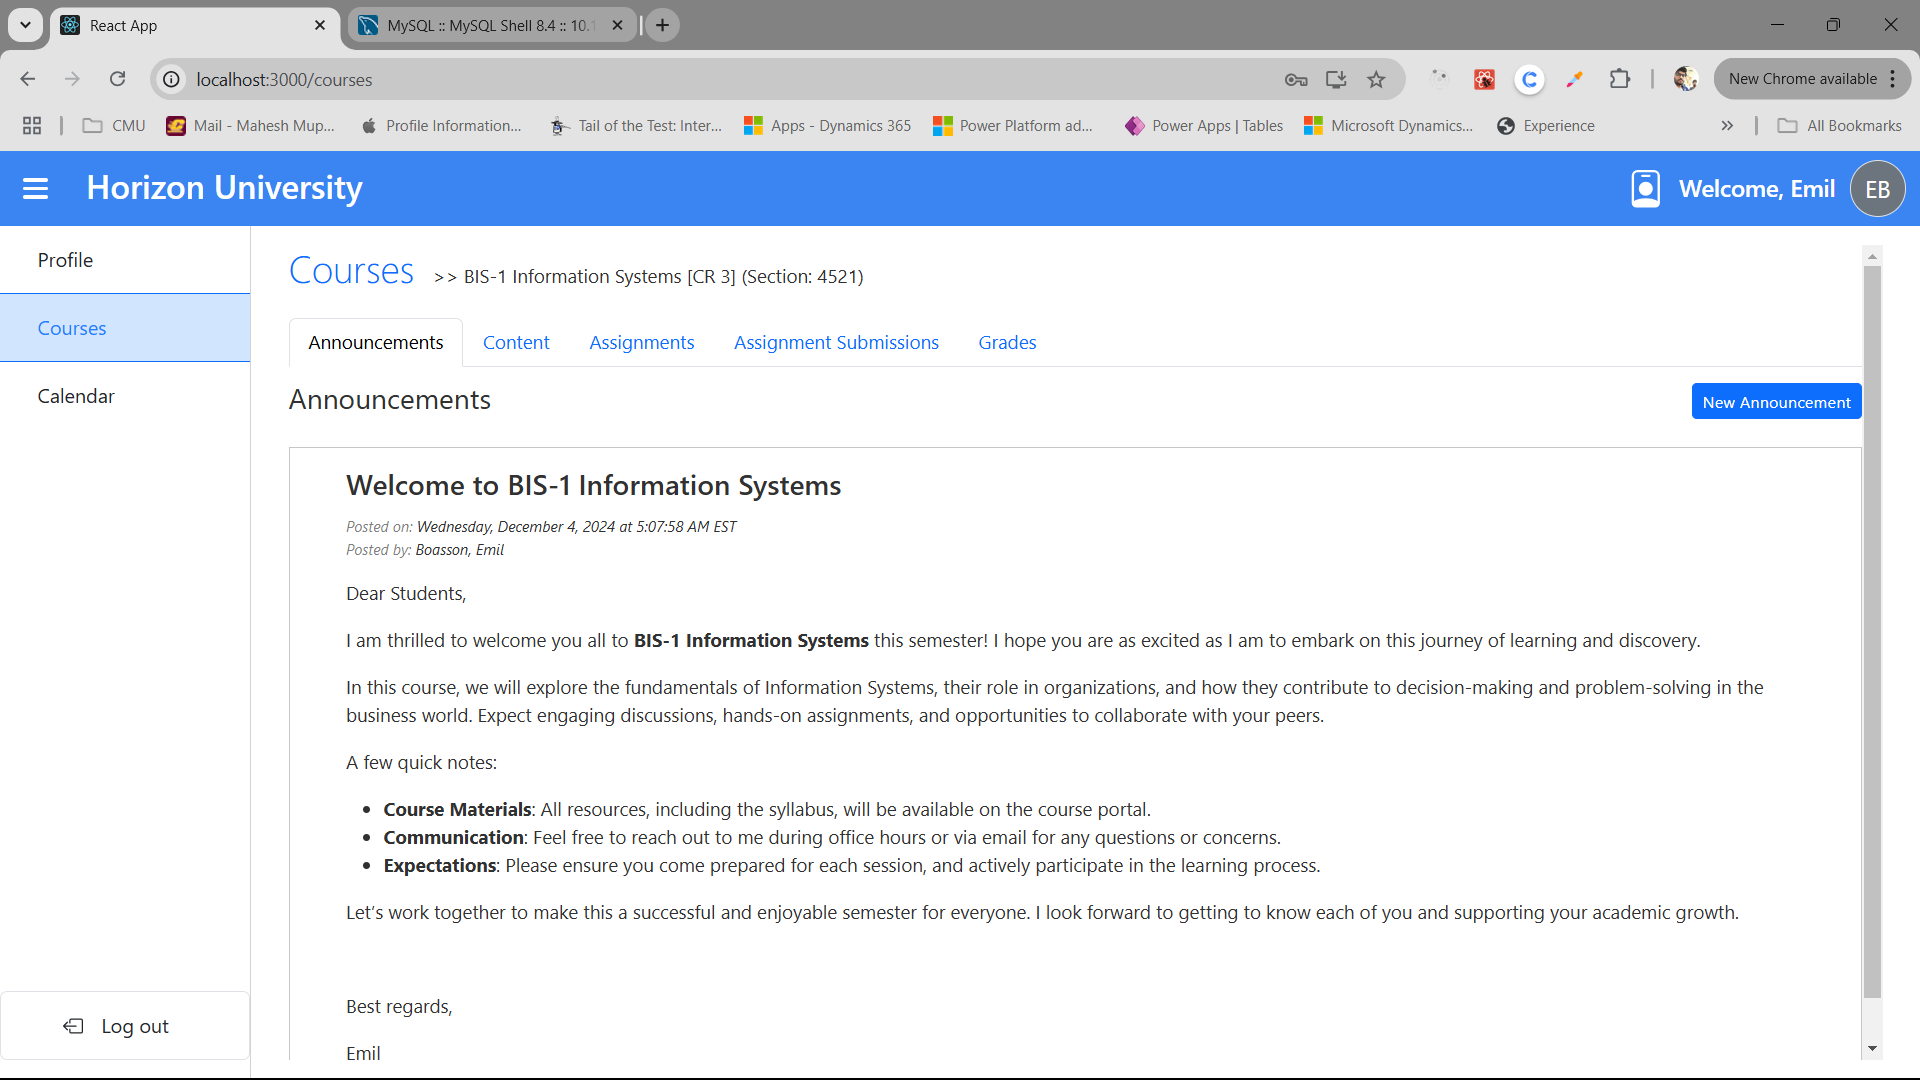 React App
MySQL :: MySQL Shell 8.4 :: 10.
localhost:3000/courses
New Chrome available
CMU
Mail - Mahesh Mup...
Profile Information...
Tail of the Test: Inter...
Apps - Dynamics 365
Power Platform ad...
Power Apps | Tables
Microsoft Dynamics...
Experience
All Bookmarks
Horizon University
Welcome, Emil
EB
Profile
Courses
Calendar
Log out
Courses >> BIS-1 Information Systems [CR 3] (Section: 4521)
Announcements
Content
Assignments
Assignment Submissions
Grades
Announcements
New Announcement
Welcome to BIS-1 Information Systems
Posted on: Wednesday, December 4, 2024 at 5:07:58 AM EST
Posted by: Boasson, Emil
Dear Students,
I am thrilled to welcome you all to BIS-1 Information Systems this semester! I hope you are as excited as I am to embark on this journey of learning and discovery.
In this course, we will explore the fundamentals of Information Systems, their role in organizations, and how they contribute to decision-making and problem-solving in the
business world. Expect engaging discussions, hands-on assignments, and opportunities to collaborate with your peers.
A few quick notes:
• Course Materials: All resources, including the syllabus, will be available on the course portal.
• Communication: Feel free to reach out to me during office hours or via email for any questions or concerns.
• Expectations: Please ensure you come prepared for each session, and actively participate in the learning process.
Let’s work together to make this a successful and enjoyable semester for everyone. I look forward to getting to know each of you and supporting your academic growth.
Best regards,
Emil